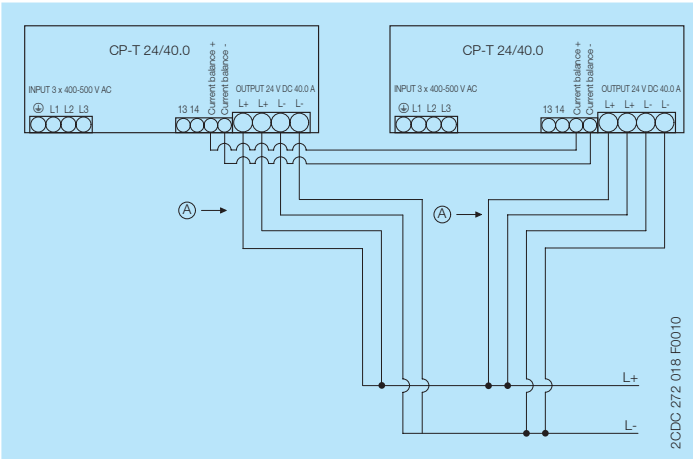 CP-T 24/40.0
INPUT 3 x 400-500 V AC
L1 L2 L3
13 14
Current balance +
Current balance -
OUTPUT 24 V DC 40.0 A
L+ L+ L- L-
CP-T 24/40.0
INPUT 3 x 400-500 V AC
L1 L2 L3
13 14
Current balance +
Current balance -
OUTPUT 24 V DC 40.0 A
L+ L+ L- L-
A
A
L+
L-
2CDC 272 018 F0010